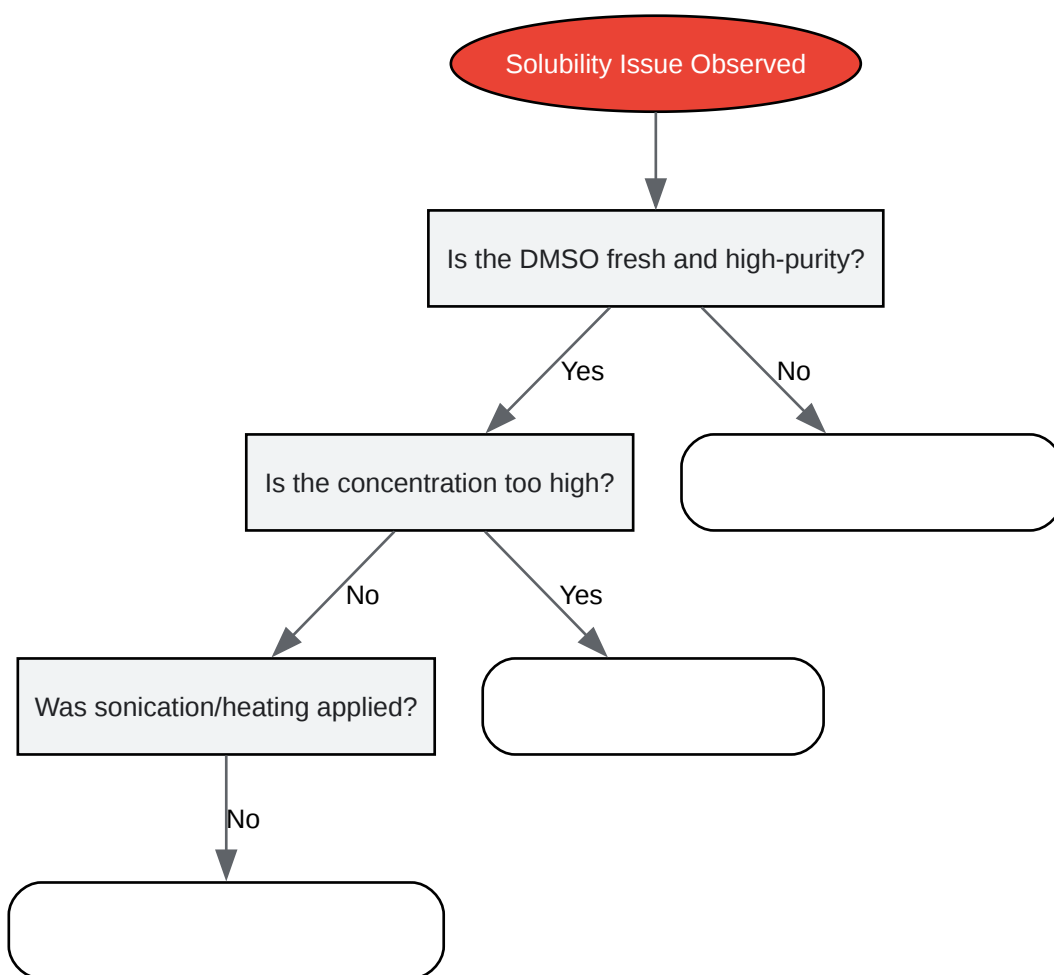 Solubility Issue Observed
Is the DMSO fresh and high-purity?
Yes
No
Is the concentration too high?
No
Yes
Was sonication/heating applied?
No